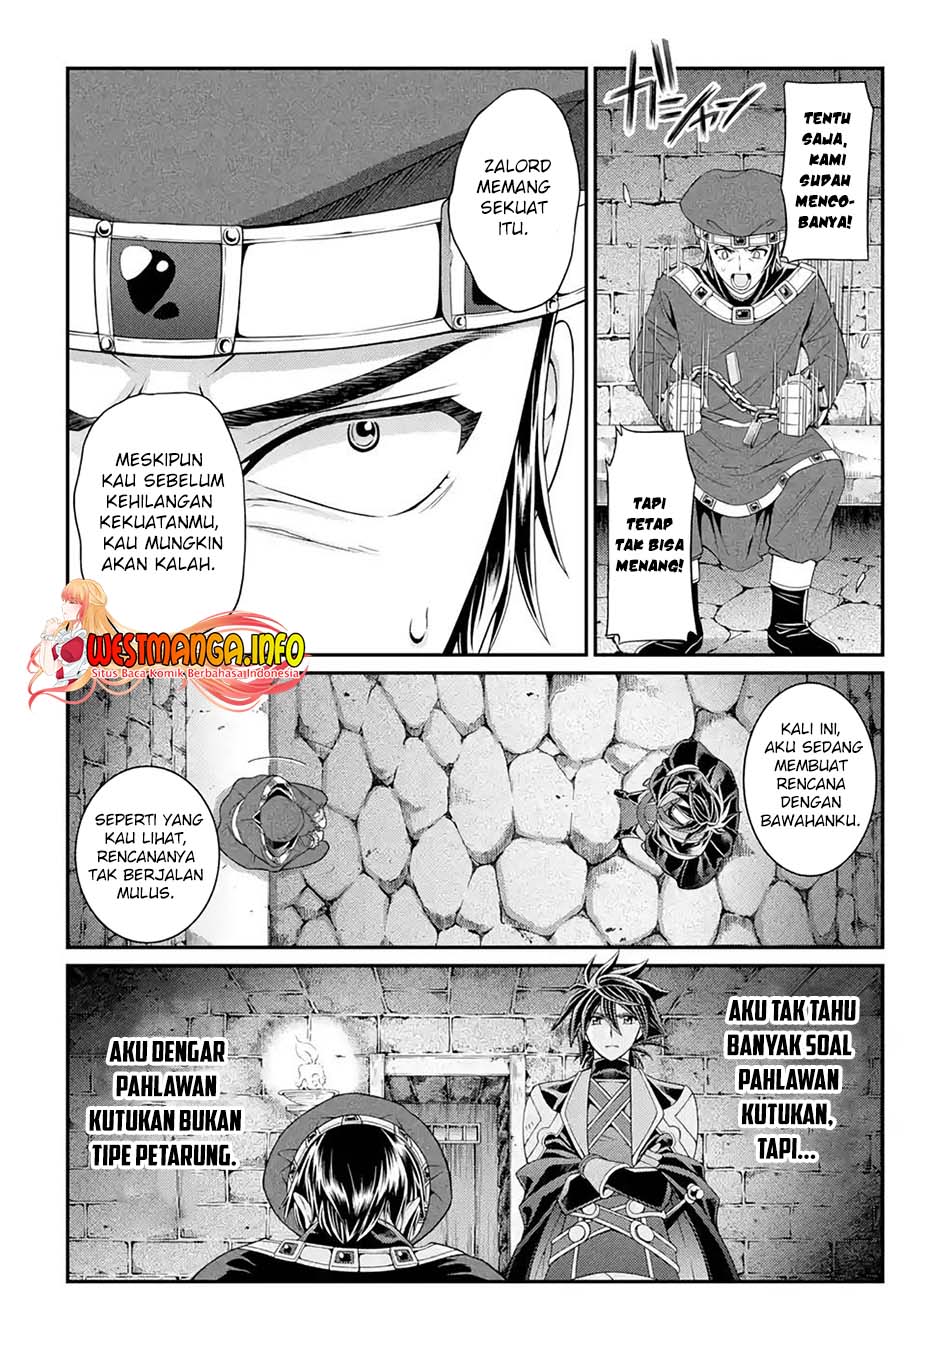 ガシャン
TENTU
SAJA,
KAMI
SUDAH
MENCO-
BANYA!
TAPI
TETAP
TAK BISA
MENANG!
ZALORD
MEMANG
SEKUAT
ITU.
MESKIPUN
KAU SEBELUM
KEHILANGAN
KEKUATANMU,
KAU MUNGKIN
AKAN KALAH.
WESTMANGA.INFO
Situs Baca Komik Berbahasa Indonesia
KALI INI,
AKU SEDANG
MEMBUAT
RENCANA
DENGAN
BAWAHANKU.
SEPERTI YANG
KAU LIHAT,
RENCANANYA
TAK BERJALAN
MULUS.
AKU TAK TAHU
BANYAK SOAL
PAHLAWAN
KUTUKAN,
TAPI...
AKU DENGAR
PAHLAWAN
KUTUKAN BUKAN
TIPE PETARUNG.